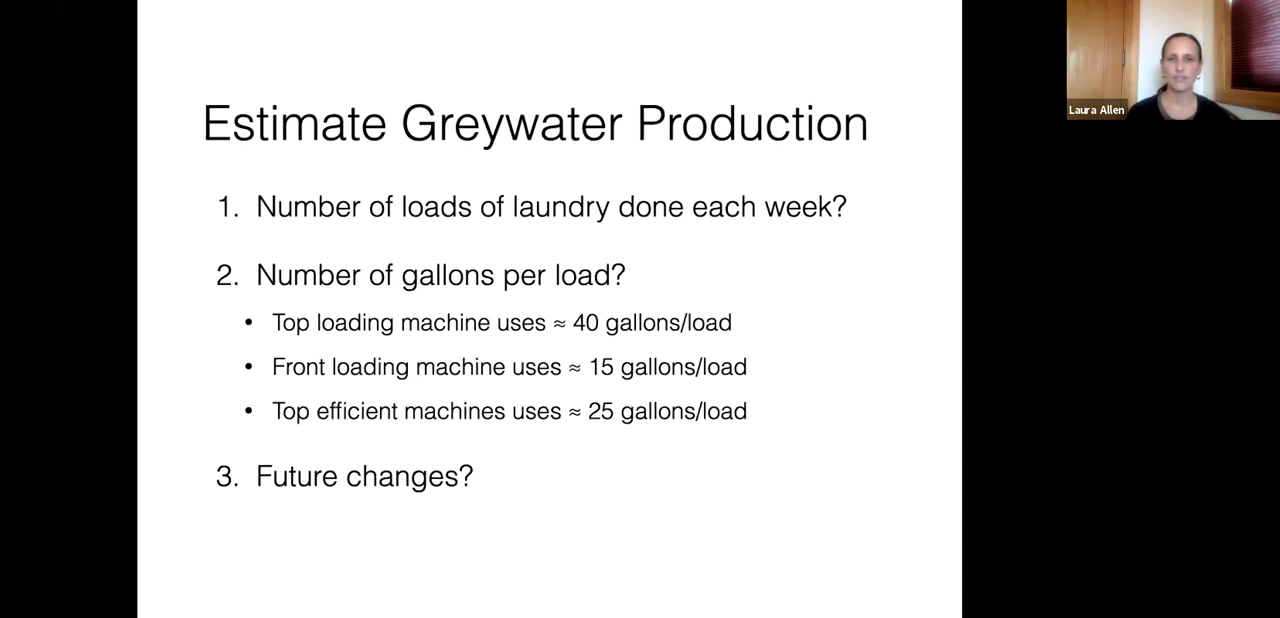 Estimate Greywater Production
1. Number of loads of laundry done each week?
2. Number of gallons per load?
• Top loading machine uses ≈ 40 gallons/load
• Front loading machine uses ≈ 15 gallons/load
• Top efficient machines uses ≈ 25 gallons/load
3. Future changes?
Laura Allen